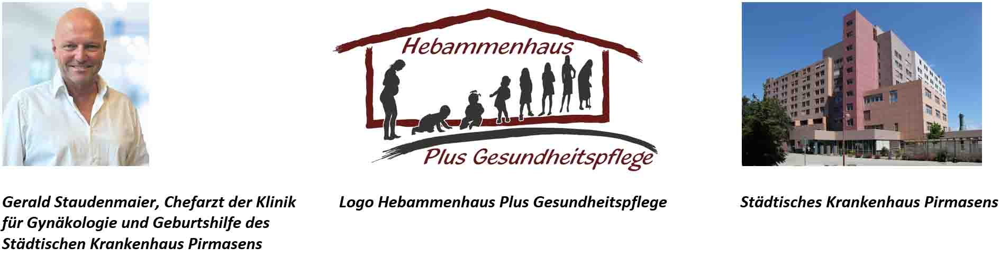 Hebammenhaus
Plus Gesundheitspflege
Gerald Staudenmaier, Chefarzt der Klinik
für Gynäkologie und Geburtshilfe des
Städtischen Krankenhaus Pirmasens
Logo Hebammenhaus Plus Gesundheitspflege
Städtisches Krankenhaus Pirmasens